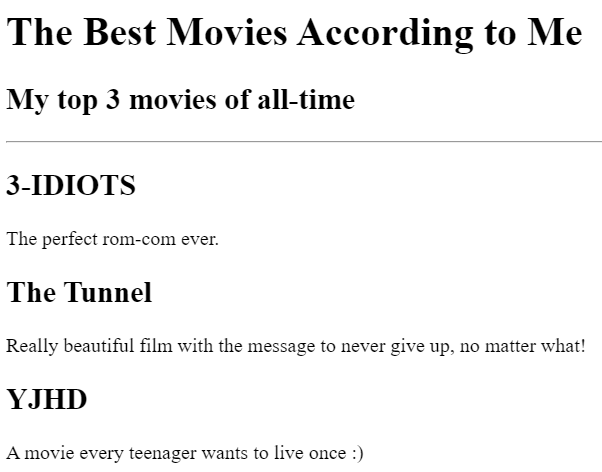 The Best Movies According to Me
My top 3 movies of all-time
3-IDIOTS
The perfect rom-com ever.
The Tunnel
Really beautiful film with the message to never give up, no matter what!
YJHD
A movie every teenager wants to live once :)